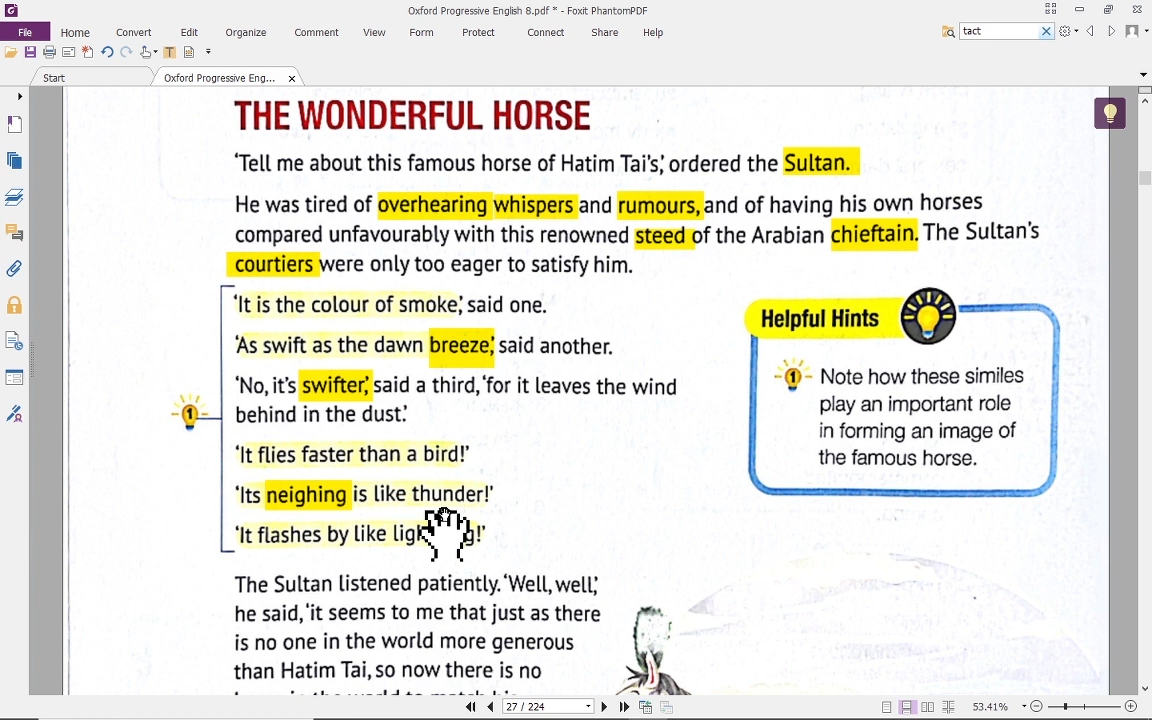 Oxford Progressive English 8.pdf * - Foxit PhantomPDF
File Home Convert Edit Organize Comment View Form Protect Connect Share Help
tact
Start Oxford Progressive Eng...
THE WONDERFUL HORSE
‘Tell me about this famous horse of Hatim Tai’s,’ ordered the Sultan.
He was tired of overhearing whispers and rumours, and of having his own horses
compared unfavourably with this renowned steed of the Arabian chieftain. The Sultan’s
courtiers were only too eager to satisfy him.
‘It is the colour of smoke,’ said one.
‘As swift as the dawn breeze,’ said another.
‘No, it’s swifter,’ said a third, ‘for it leaves the wind
behind in the dust.’
‘It flies faster than a bird!’
‘Its neighing is like thunder!’
‘It flashes by like
1
Helpful Hints
1 Note how these similes
play an important role
in forming an image of
the famous horse.
The Sultan listened patiently. ‘Well, well,’
he said, ‘it seems to me that just as there
is no one in the world more generous
than Hatim Tai, so now there is no
27 / 224
53.41%